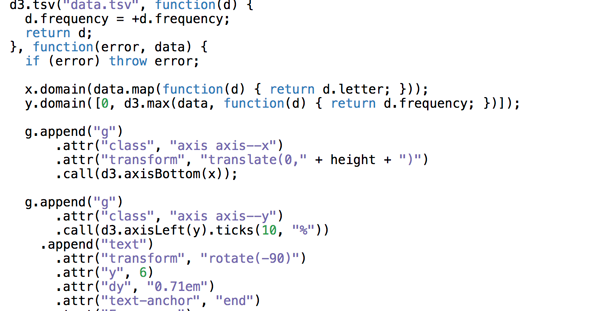 d3.tsv("data.tsv", function(d) {
  d.frequency = +d.frequency;
  return d;
}, function(error, data) {
  if (error) throw error;

  x.domain(data.map(function(d) { return d.letter; }));
  y.domain([0, d3.max(data, function(d) { return d.frequency; })]);

  g.append("g")
      .attr("class", "axis axis--x")
      .attr("transform", "translate(0," + height + ")")
      .call(d3.axisBottom(x));

  g.append("g")
      .attr("class", "axis axis--y")
      .call(d3.axisLeft(y).ticks(10, "%"))
    .append("text")
      .attr("transform", "rotate(-90)")
      .attr("y", 6)
      .attr("dy", "0.71em")
      .attr("text-anchor", "end")